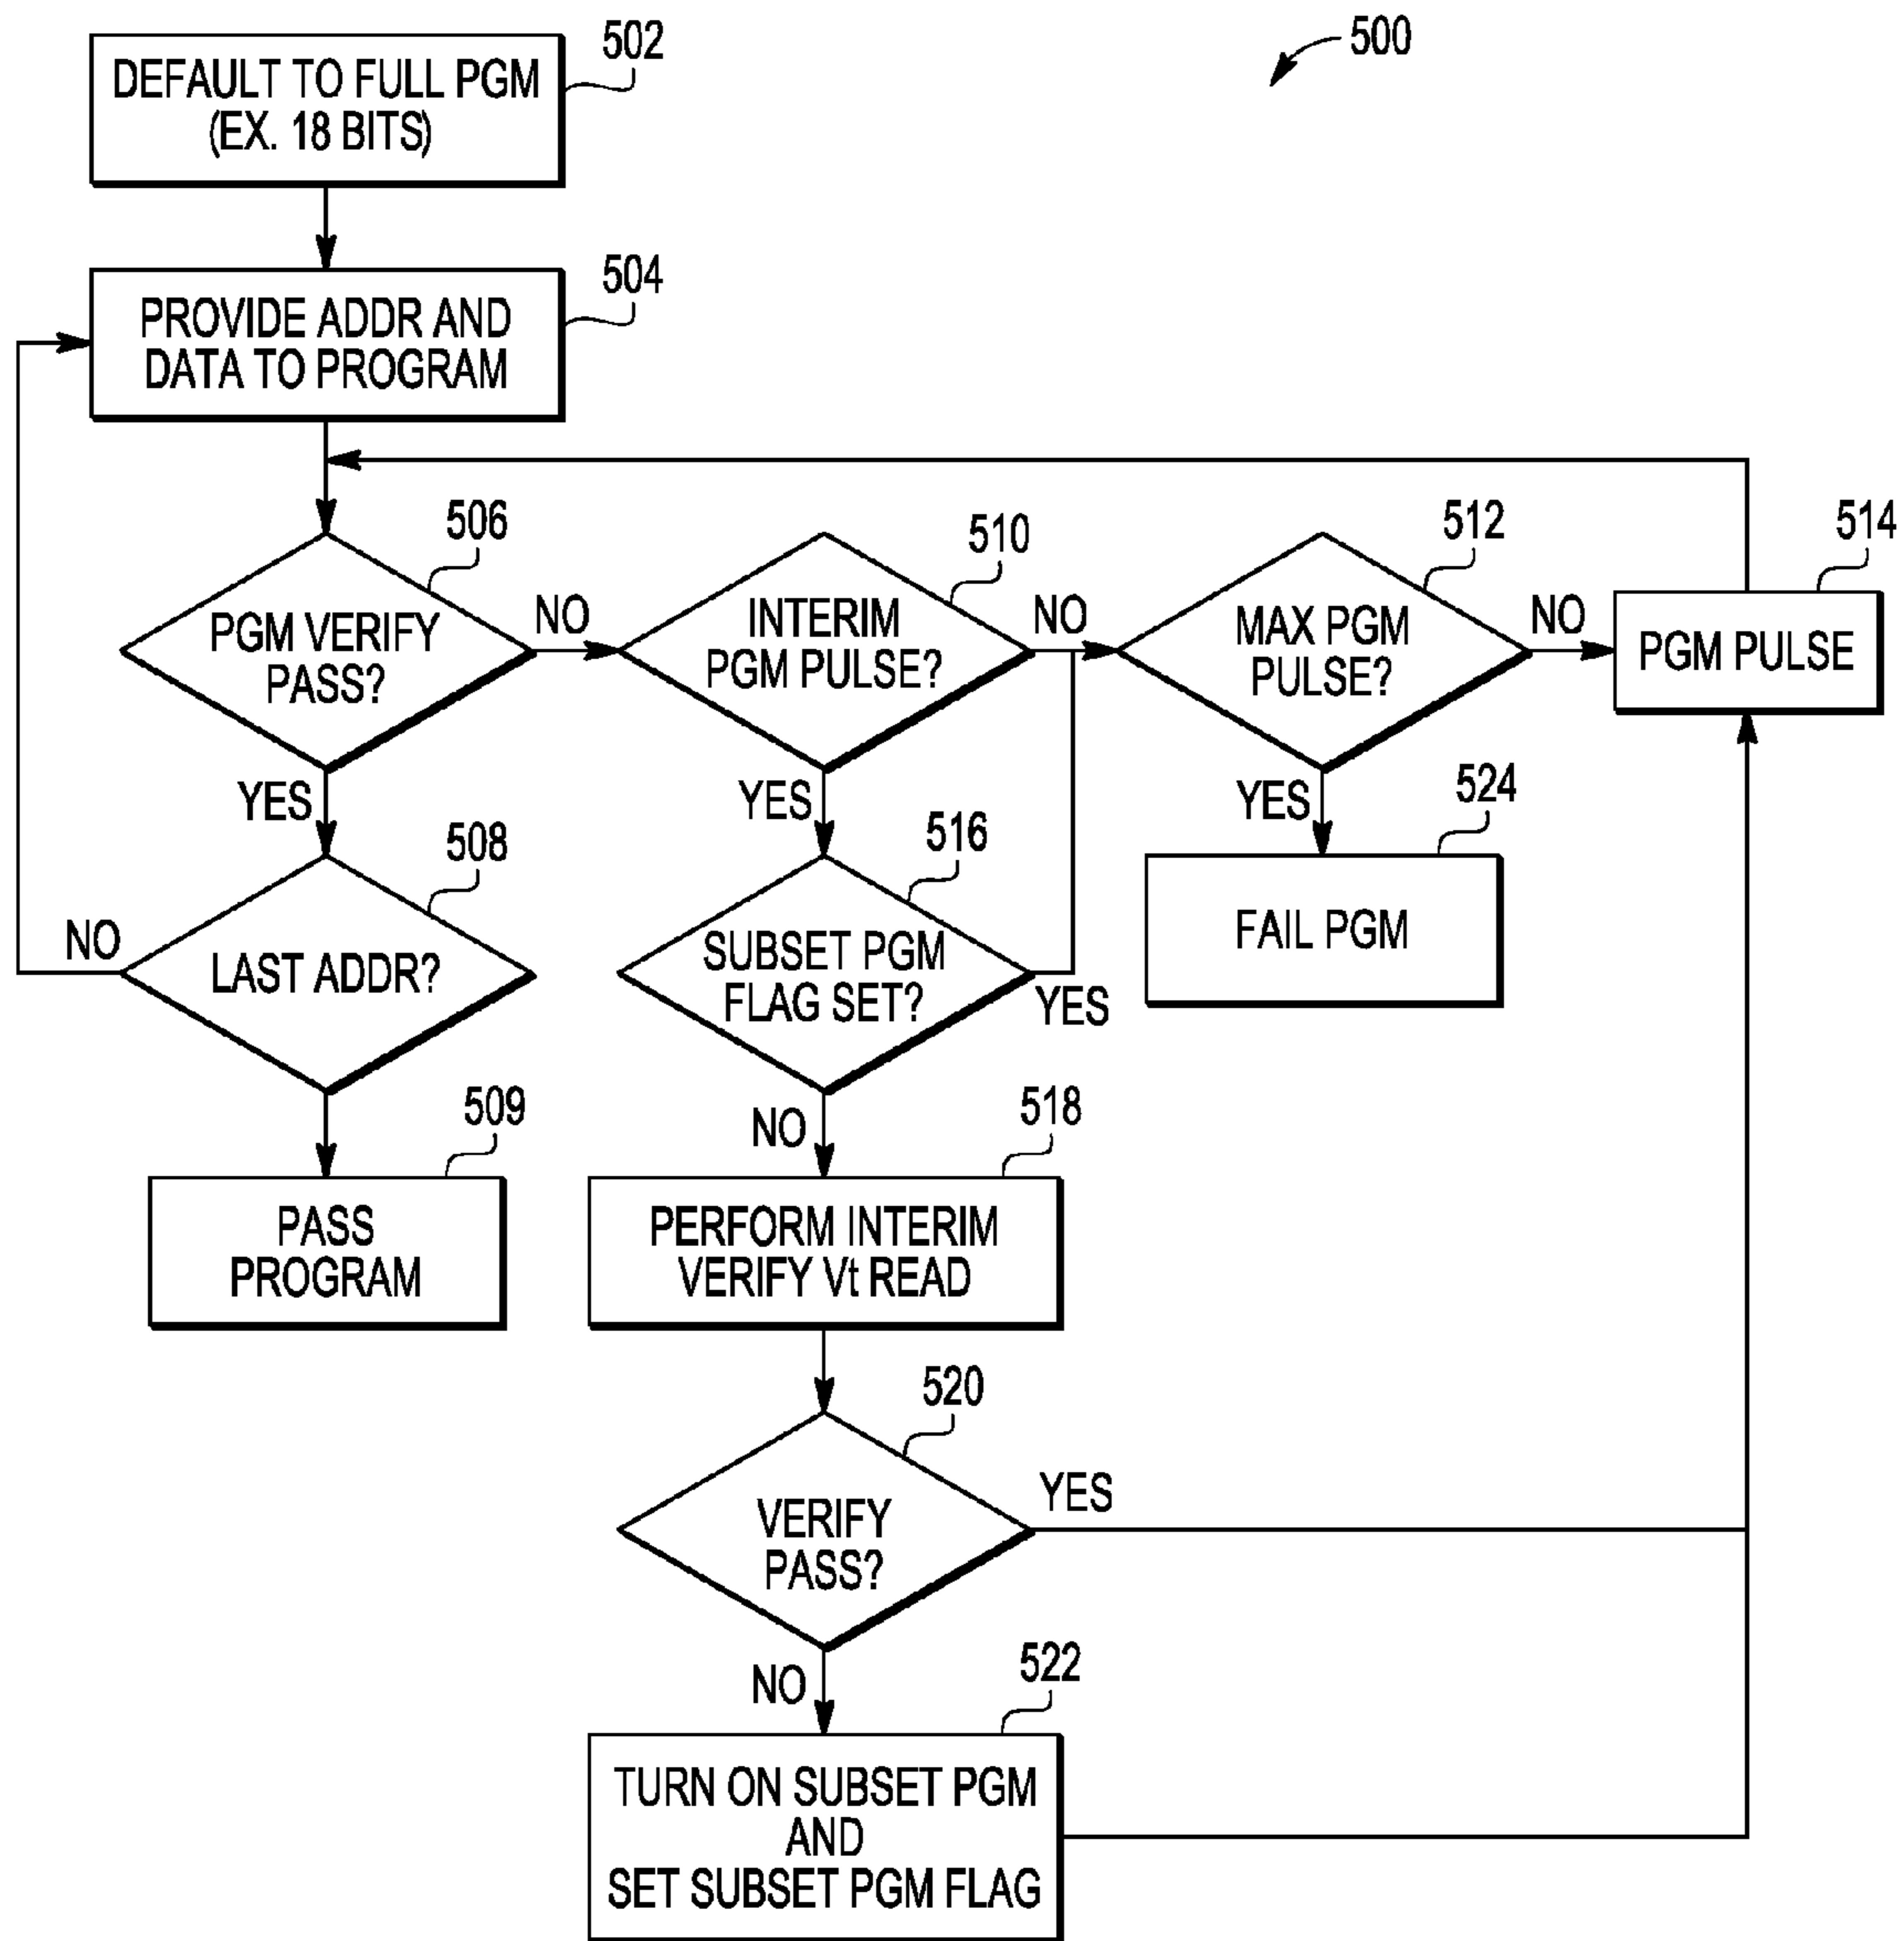 500
502
DEFAULT TO FULL PGM
(EX. 18 BITS)
504
PROVIDE ADDR AND
DATA TO PROGRAM
506
PGM VERIFY
PASS?
NO
510
INTERIM
PGM PULSE?
NO
512
MAX PGM
PULSE?
NO
514
PGM PULSE
YES
YES
YES
508
LAST ADDR?
NO
516
SUBSET PGM
FLAG SET?
YES
524
FAIL PGM
NO
509
PASS
PROGRAM
518
PERFORM INTERIM
VERIFY Vt READ
520
VERIFY
PASS?
YES
NO
522
TURN ON SUBSET PGM
AND
SET SUBSET PGM FLAG